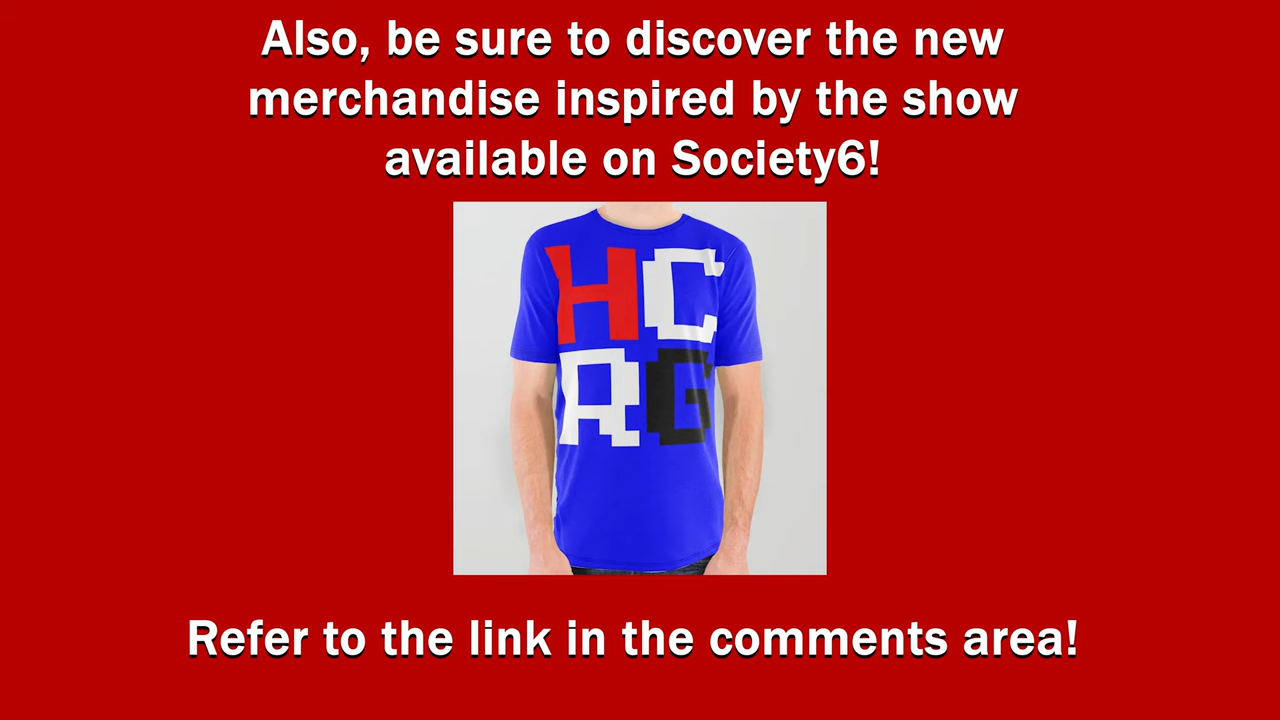 Also, be sure to discover the new
merchandise inspired by the show
available on Society6!
HC
RG
Refer to the link in the comments area!